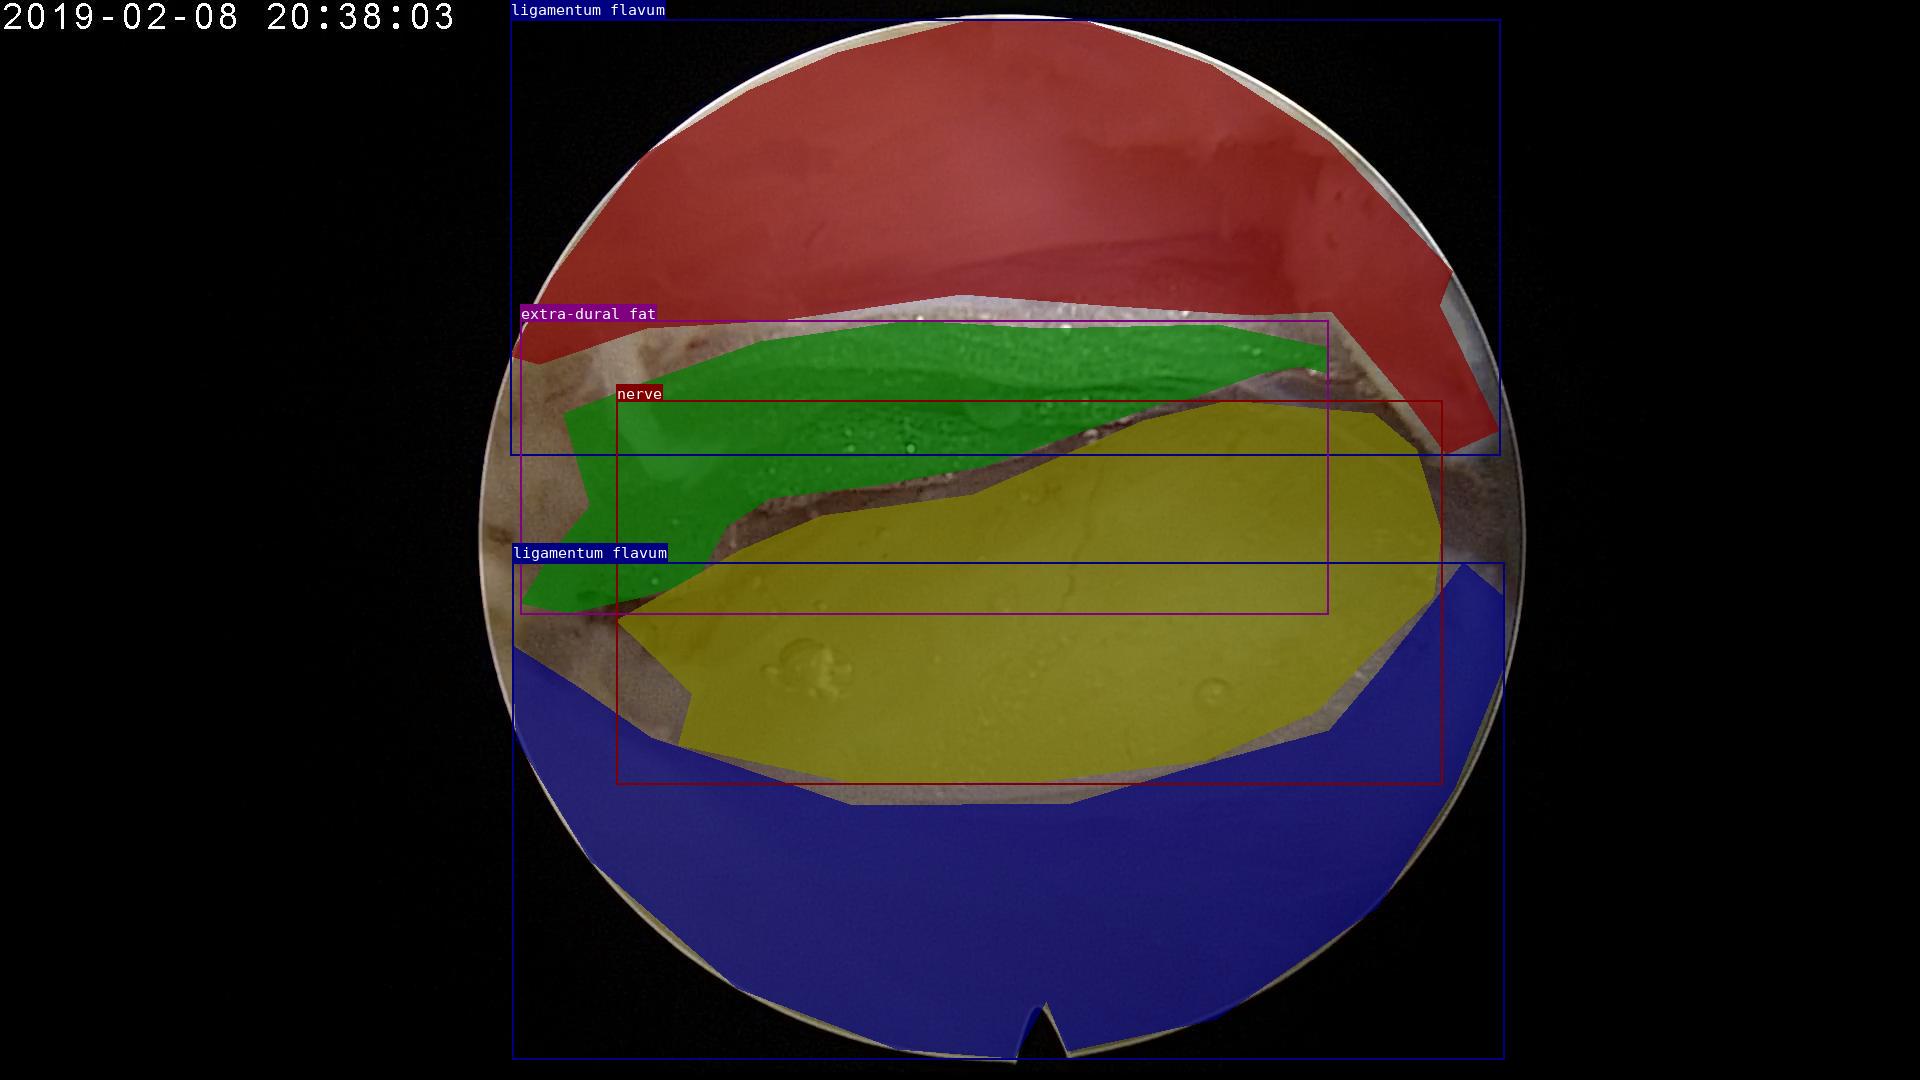 2019-02-08 20:38:03
ligamentum flavum
extra-dural fat
nerve
ligamentum flavum